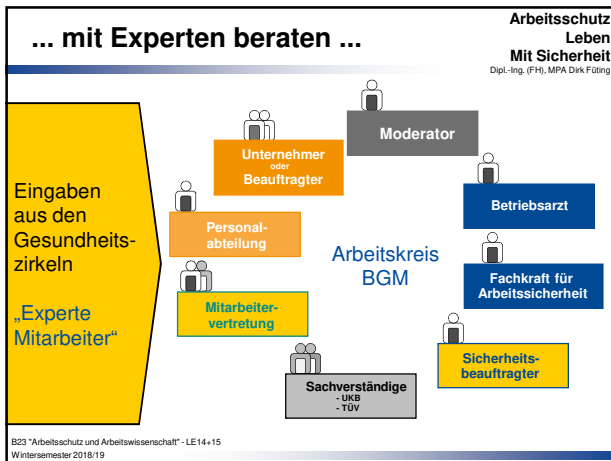 ... mit Experten beraten ...
Arbeitsschutz
Leben
Mit Sicherheit
Dipl.-Ing. (FH), MPA Dirk Füting
Eingaben
aus den
Gesundheits-
zirkeln
„Experte
Mitarbeiter“
Moderator
Unternehmer
oder
Beauftragter
Personal-
abteilung
Mitarbeiter-
vertretung
Sachverständige
- UKB
- TÜV
Arbeitskreis
BGM
Betriebsarzt
Fachkraft für
Arbeitssicherheit
Sicherheits-
beauftragter
B23 "Arbeitsschutz und Arbeitswissenschaft" - LE14+15
Wintersemester 2018/19